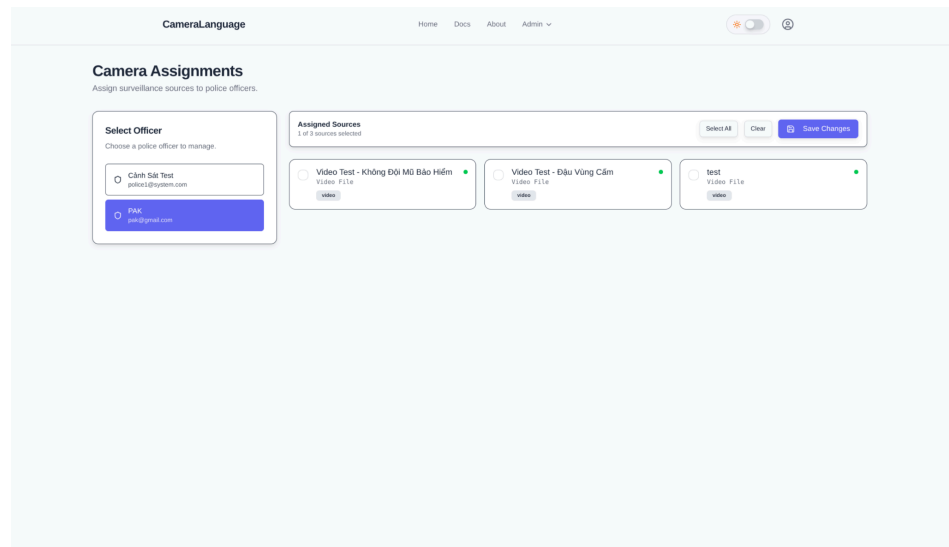 CameraLanguage
Home Docs About Admin
Camera Assignments
Assign surveillance sources to police officers.
Select Officer
Choose a police officer to manage.
Cảnh Sát Test
police1@system.com
PAK
pak@gmail.com
Assigned Sources
1 of 3 sources selected
Select All Clear Save Changes
Video Test - Không Đội Mũ Bảo Hiểm
Video File
video
Video Test - Đậu Vùng Cấm
Video File
video
test
Video File
video